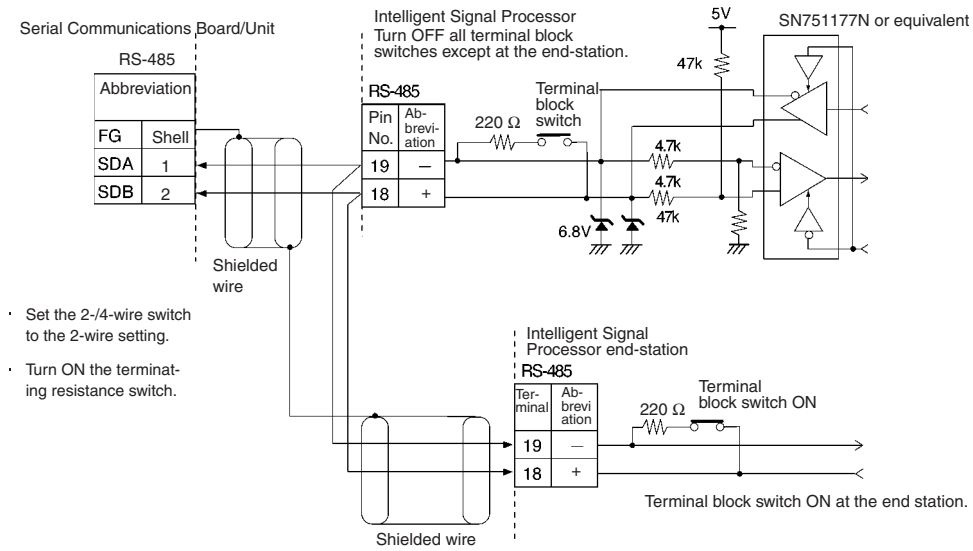 Serial Communications Board/Unit
RS-485
Abbreviation
FG Shell
SDA 1
SDB 2
Shielded
wire
Intelligent Signal Processor
Turn OFF all terminal block
switches except at the end-station.
RS-485
Pin
No.
Ab-
brevi-
ation
19 –
18 +
220 Ω
Terminal
block
switch
5V
47k
4.7k
4.7k
47k
6.8V
SN751177N or equivalent
· Set the 2-/4-wire switch
to the 2-wire setting.
· Turn ON the terminat-
ing resistance switch.
Intelligent Signal
Processor end-station
RS-485
Ter-
minal
Ab-
brevi
ation
19 –
18 +
220 Ω
Terminal
block switch ON
Terminal block switch ON at the end station.
Shielded wire